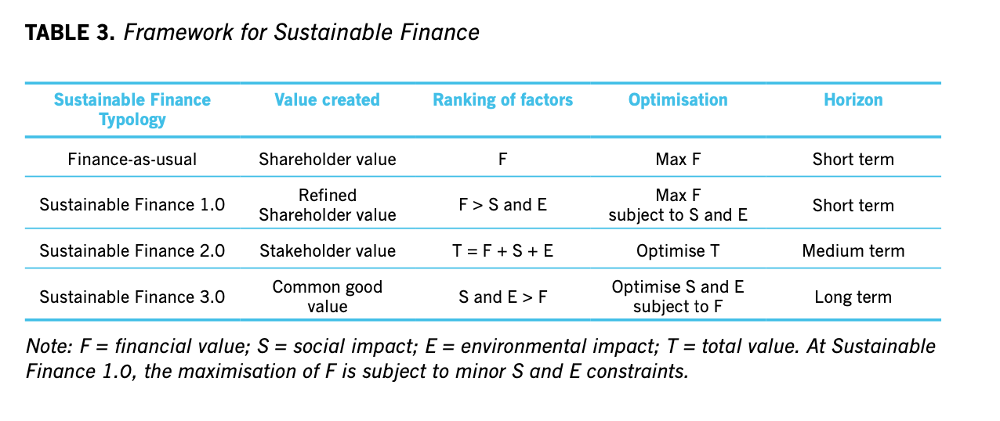 TABLE 3. Framework for Sustainable Finance
Sustainable Finance Typology Value created Ranking of factors Optimisation Horizon
Finance-as-usual Shareholder value F Max F Short term
Sustainable Finance 1.0 Refined Shareholder value F > S and E Max F subject to S and E Short term
Sustainable Finance 2.0 Stakeholder value T = F + S + E Optimise T Medium term
Sustainable Finance 3.0 Common good value S and E > F Optimise S and E subject to F Long term
Note: F = financial value; S = social impact; E = environmental impact; T = total value. At Sustainable
Finance 1.0, the maximisation of F is subject to minor S and E constraints.